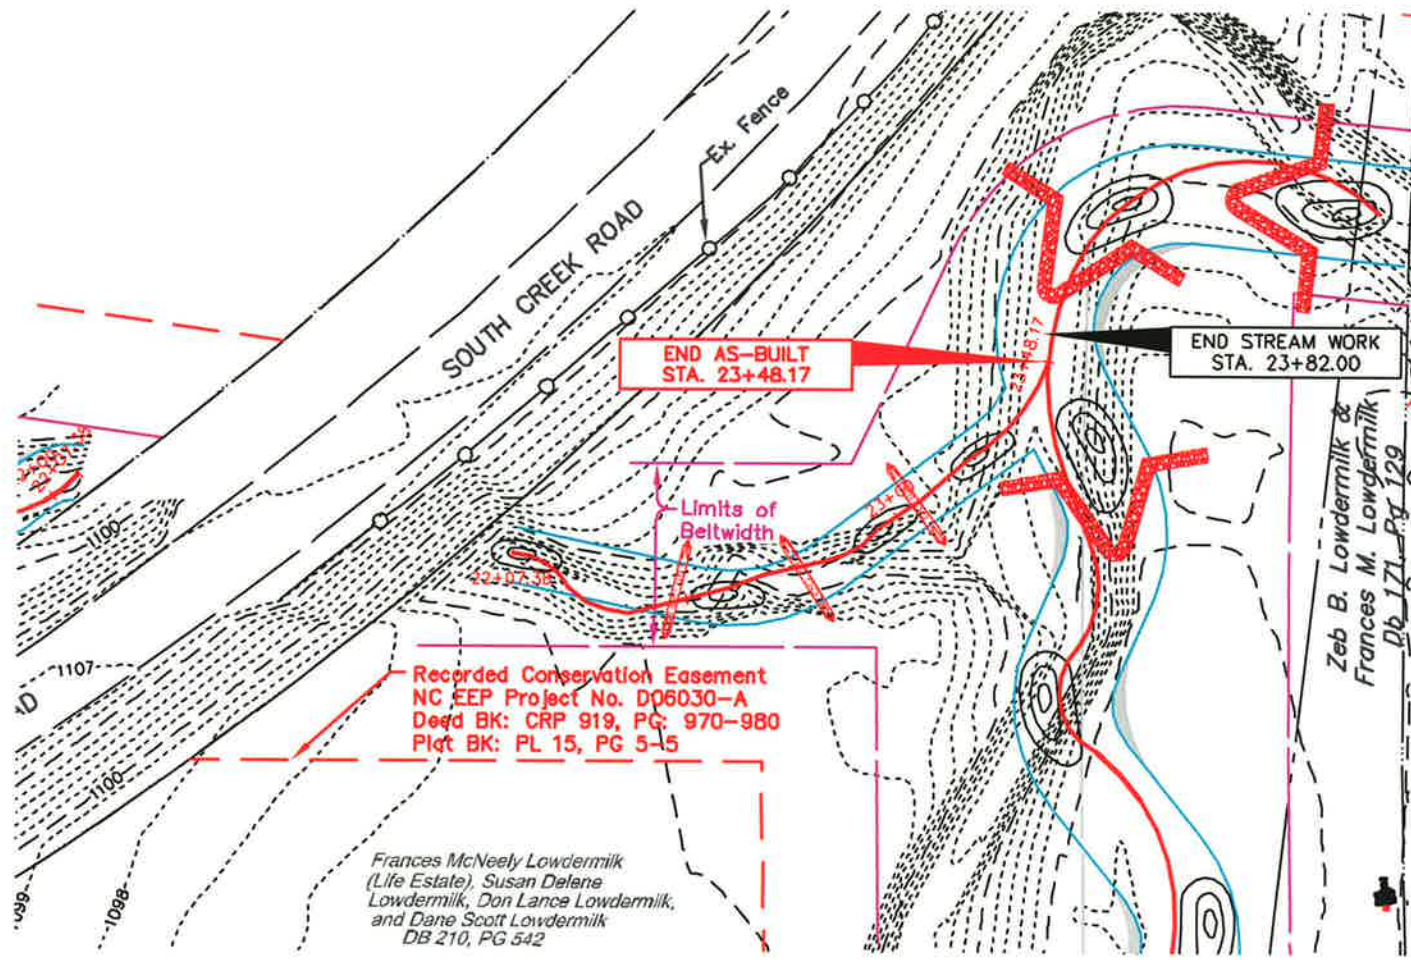 Ex. Fence
SOUTH CREEK ROAD
END AS-BUILT
STA. 23+48.17
23+48.17
END STREAM WORK
STA. 23+82.00
Zeb B. Lowdermilk &
Frances M. Lowdermilk
Db 171 Pg 129
1100
Limits of
Beltwidth
23+00
22+07.38
1107
AD
Recorded Conservation Easement
NC EEP Project No. D06030-A
Deed BK: CRP 919, PG: 970-980
Plat BK: PL 15, PG 5-5
1100
1099
1098
Frances McNeely Lowdermilk
(Life Estate), Susan Delene
Lowdermilk, Don Lance Lowdermilk,
and Dane Scott Lowdermilk
DB 210, PG 542